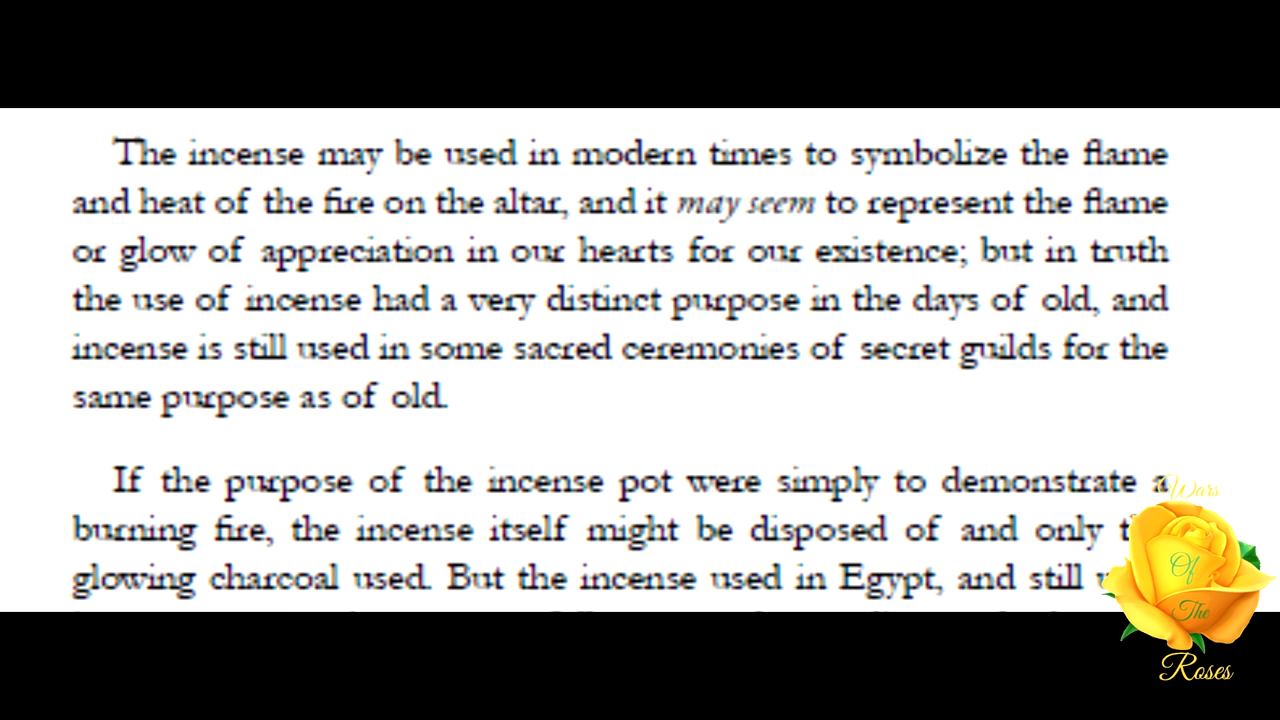 The incense may be used in modern times to symbolize the flame
and heat of the fire on the altar, and it may seem to represent the flame
or glow of appreciation in our hearts for our existence; but in truth
the use of incense had a very distinct purpose in the days of old, and
incense is still used in some sacred ceremonies of secret guilds for the
same purpose as of old.
If the purpose of the incense pot were simply to demonstrate a
burning fire, the incense itself might be disposed of and only
glowing charcoal used. But the incense used in Egypt, and still
Wars
Of
The
Roses